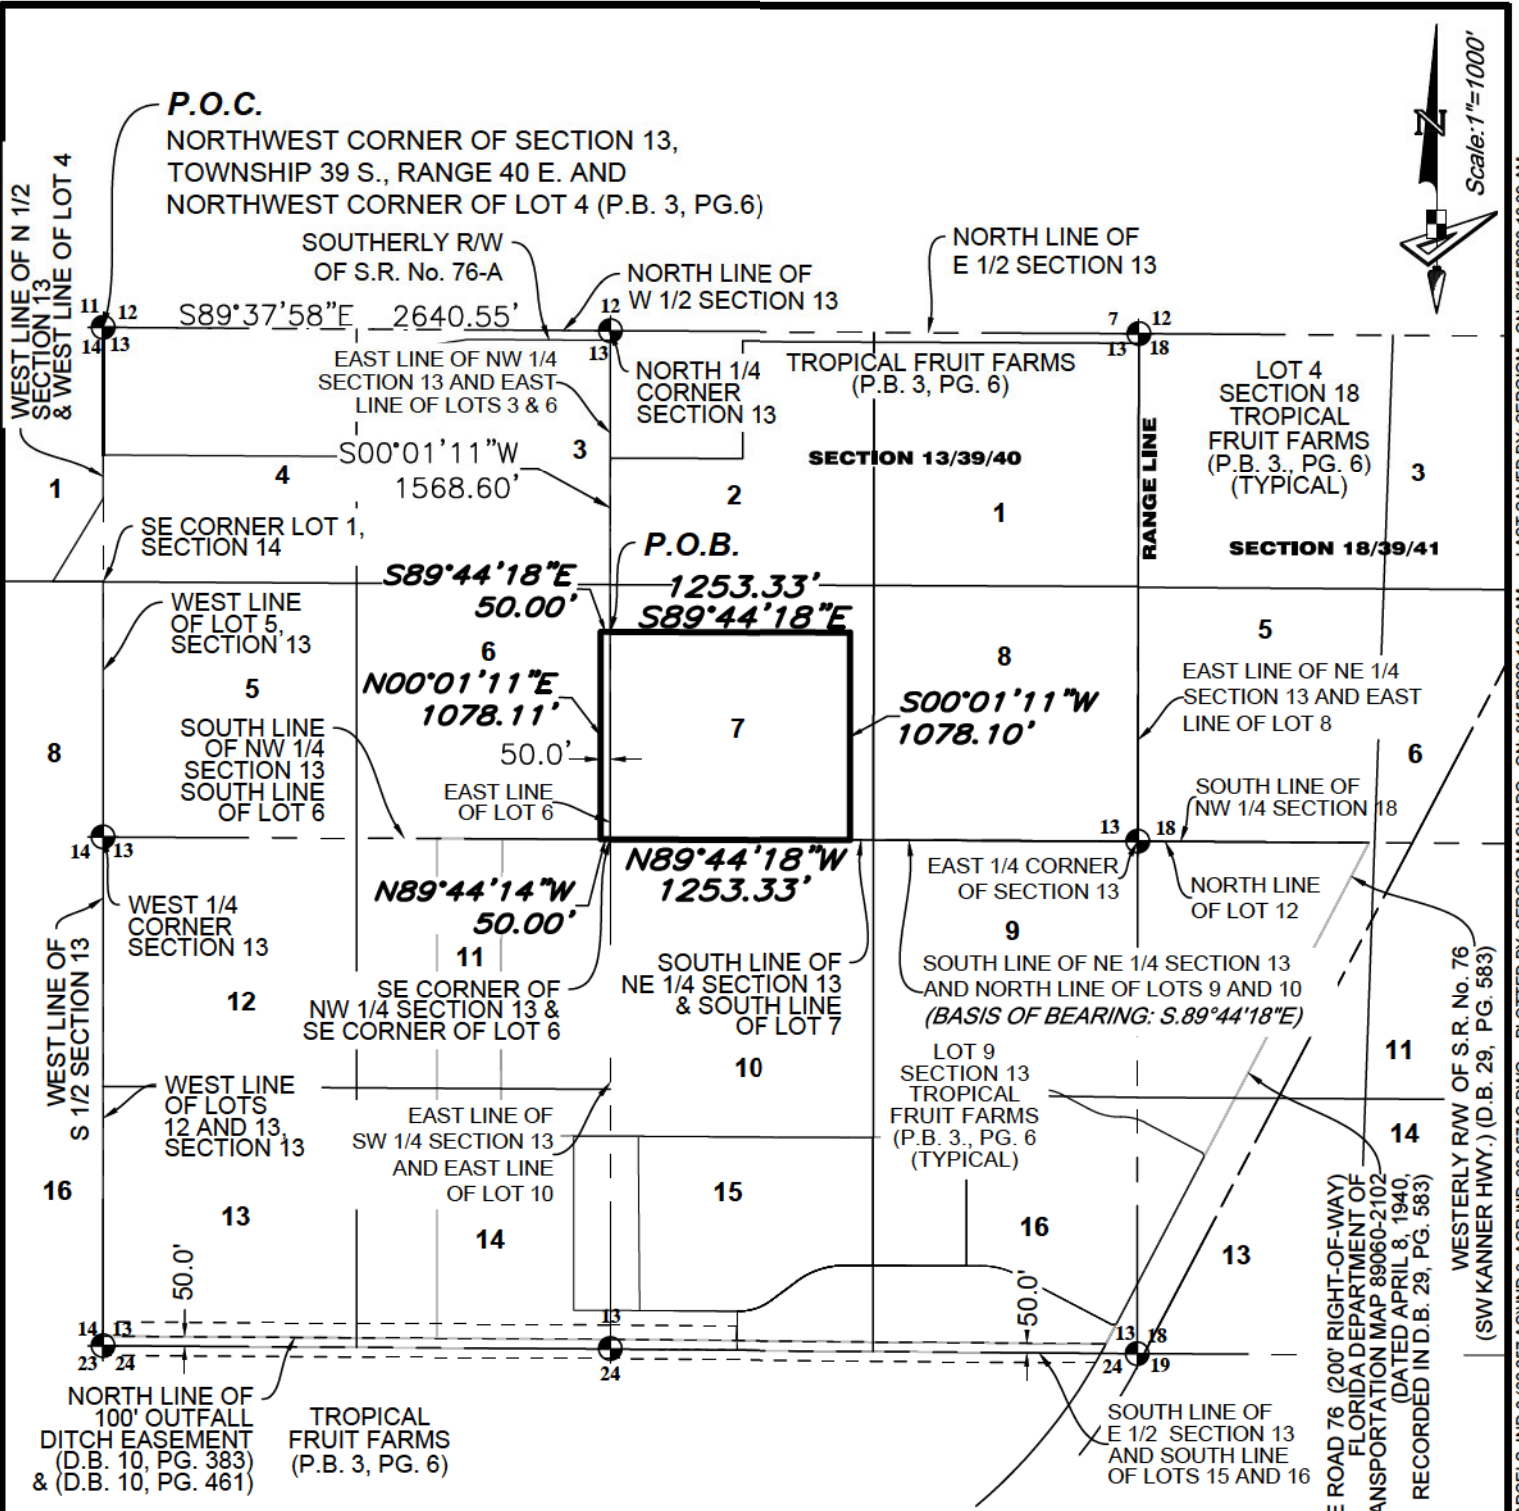 P.O.C.
NORTHWEST CORNER OF SECTION 13,
TOWNSHIP 39 S., RANGE 40 E. AND
NORTHWEST CORNER OF LOT 4 (P.B. 3, PG.6)
N
Scale:1"=1000'
WEST LINE OF N 1/2
SECTION 13
& WEST LINE OF LOT 4
SOUTHERLY R/W
OF S.R. No. 76-A
NORTH LINE OF
W 1/2 SECTION 13
NORTH LINE OF
E 1/2 SECTION 13
11 12
14 13
S89°37'58"E 2640.55'
12
13
7 12
13 18
EAST LINE OF NW 1/4
SECTION 13 AND EAST
LINE OF LOTS 3 & 6
NORTH 1/4
CORNER
SECTION 13
TROPICAL FRUIT FARMS
(P.B. 3, PG. 6)
LOT 4
SECTION 18
TROPICAL
FRUIT FARMS
(P.B. 3., PG. 6)
(TYPICAL)
S00°01'11"W
1568.60'
3
4
1
2
SECTION 13/39/40
1
RANGE LINE
3
SECTION 18/39/41
SE CORNER LOT 1,
SECTION 14
P.O.B.
S89°44'18"E
50.00'
1253.33'
S89°44'18"E
WEST LINE
OF LOT 5,
SECTION 13
6
5
8
5
N00°01'11"E
1078.11'
50.0'
7
S00°01'11"W
1078.10'
EAST LINE OF NE 1/4
SECTION 13 AND EAST
LINE OF LOT 8
8
6
SOUTH LINE
OF NW 1/4
SECTION 13
SOUTH LINE
OF LOT 6
EAST LINE
OF LOT 6
SOUTH LINE OF
NW 1/4 SECTION 18
14 13
13 18
N89°44'18"W
1253.33'
N89°44'14"W
50.00'
EAST 1/4 CORNER
OF SECTION 13
NORTH LINE
OF LOT 12
WEST 1/4
CORNER
SECTION 13
WEST LINE OF
S 1/2 SECTION 13
11
12
9
SE CORNER OF
NW 1/4 SECTION 13 &
SE CORNER OF LOT 6
SOUTH LINE OF
NE 1/4 SECTION 13
& SOUTH LINE
OF LOT 7
SOUTH LINE OF NE 1/4 SECTION 13
AND NORTH LINE OF LOTS 9 AND 10
(BASIS OF BEARING: S.89°44'18"E)
WESTERLY R/W OF S.R. No. 76
(SW KANNER HWY.) (D.B. 29, PG. 583)
10
11
LOT 9
SECTION 13
TROPICAL
FRUIT FARMS
(P.B. 3., PG. 6
(TYPICAL)
WEST LINE
OF LOTS
12 AND 13,
SECTION 13
EAST LINE OF
SW 1/4 SECTION 13
AND EAST LINE
OF LOT 10
14
16
13
14
15
16
13
50.0'
50.0'
14 13
23 24
13
24
13 18
24 19
ROAD 76 (200' RIGHT-OF-WAY)
FLORIDA DEPARTMENT OF
MAP 89060-2102
(DATED APRIL 8, 1940,
RECORDED IN D.B. 29, PG. 583)
NORTH LINE OF
100' OUTFALL
DITCH EASEMENT
(D.B. 10, PG. 383)
& (D.B. 10, PG. 461)
TROPICAL
FRUIT FARMS
(P.B. 3, PG. 6)
SOUTH LINE OF
E 1/2 SECTION 13
AND SOUTH LINE
OF LOTS 15 AND 16